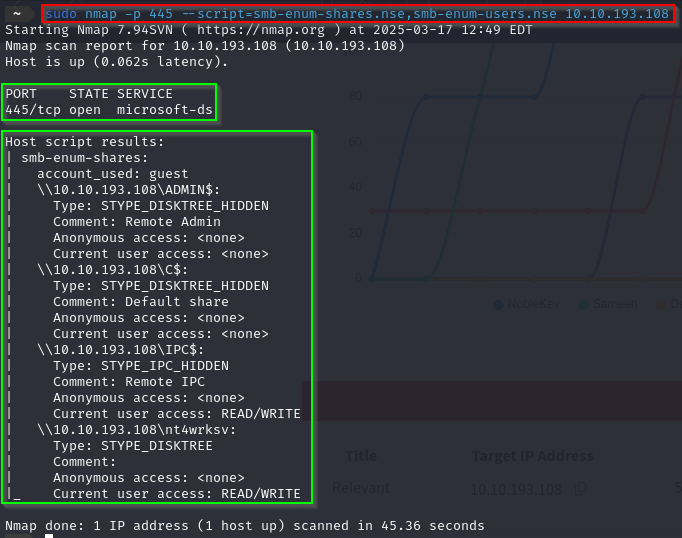 ~ sudo nmap -p 445 --script=smb-enum-shares.nse,smb-enum-users.nse 10.10.193.108
Starting Nmap 7.94SVN ( https://nmap.org ) at 2025-03-17 12:49 EDT
Nmap scan report for 10.10.193.108 (10.10.193.108)
Host is up (0.062s latency).
PORT    STATE SERVICE
445/tcp open  microsoft-ds
Host script results:
| smb-enum-shares:
|   account_used: guest
|   \\10.10.193.108\ADMIN$:
|     Type: STYPE_DISKTREE_HIDDEN
|     Comment: Remote Admin
|     Anonymous access: <none>
|     Current user access: <none>
|   \\10.10.193.108\C$:
|     Type: STYPE_DISKTREE_HIDDEN
|     Comment: Default share
|     Anonymous access: <none>
|     Current user access: <none>
|   \\10.10.193.108\IPC$:
|     Type: STYPE_IPC_HIDDEN
|     Comment: Remote IPC
|     Anonymous access: <none>
|     Current user access: READ/WRITE
|   \\10.10.193.108\nt4wrksv:
|     Type: STYPE_DISKTREE
|     Comment:
|     Anonymous access: <none>
|_    Current user access: READ/WRITE
Nmap done: 1 IP address (1 host up) scanned in 45.36 seconds
~
80
60
40
20
0
NobleKev Sameen
Title Target IP Address
Relevant 10.10.193.108